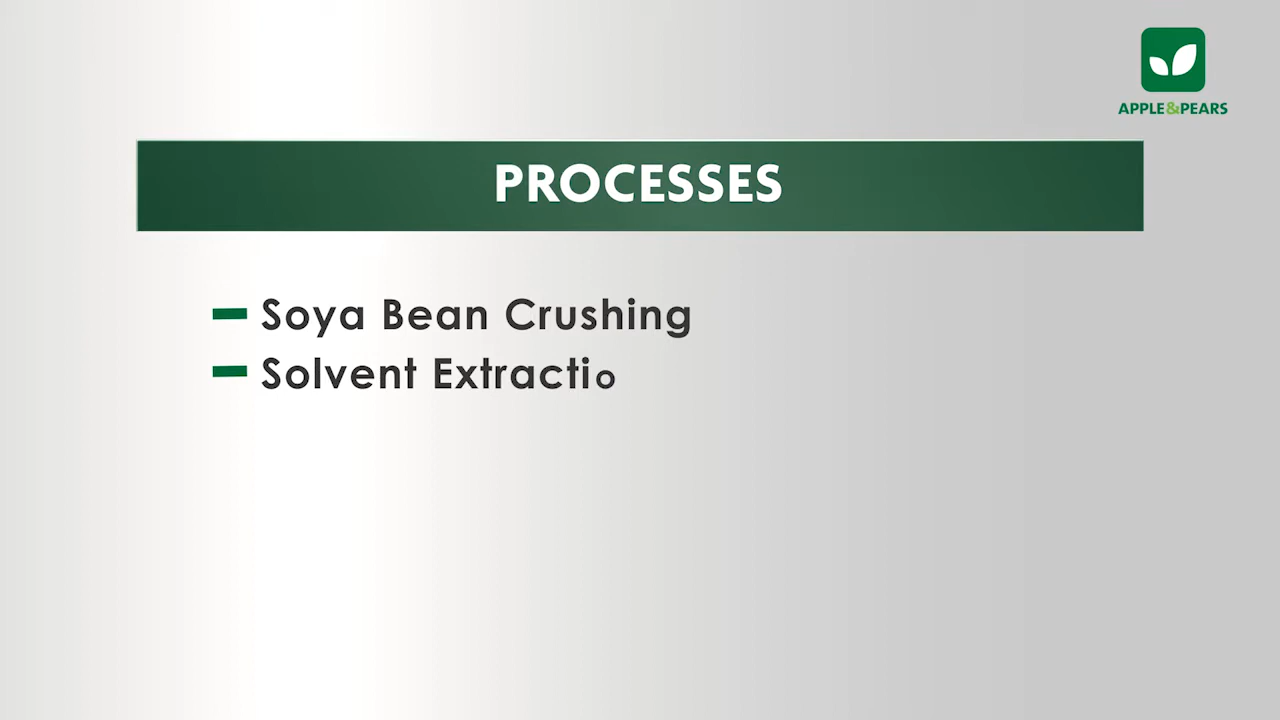 APPLE&PEARS
PROCESSES
Soya Bean Crushing
Solvent Extractio